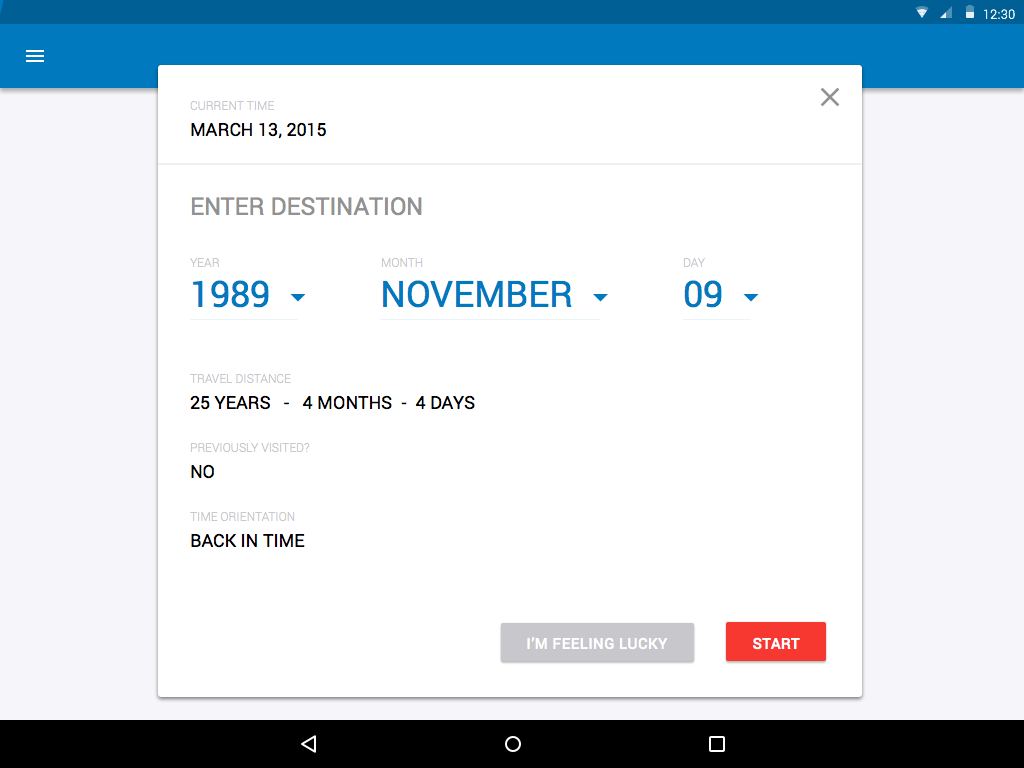 12:30
CURRENT TIME
MARCH 13, 2015
ENTER DESTINATION
YEAR MONTH DAY
1989 NOVEMBER 09
TRAVEL DISTANCE
25 YEARS - 4 MONTHS - 4 DAYS
PREVIOUSLY VISITED?
NO
TIME ORIENTATION
BACK IN TIME
I'M FEELING LUCKY START